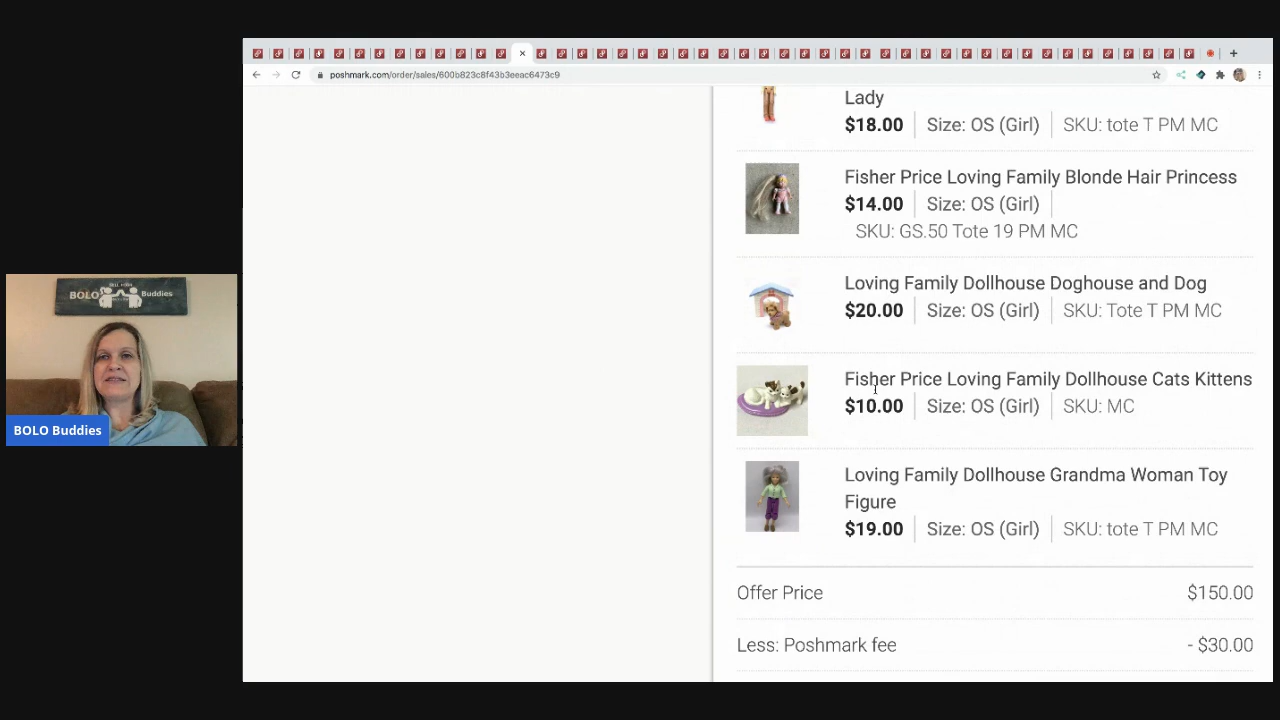 poshmark.com/order/sales/600b823c8f43b3eeac6473c9
Lady
$18.00 Size: OS (Girl) SKU: tote T PM MC
Fisher Price Loving Family Blonde Hair Princess
$14.00 Size: OS (Girl)
SKU: GS.50 Tote 19 PM MC
Loving Family Dollhouse Doghouse and Dog
$20.00 Size: OS (Girl) SKU: Tote T PM MC
Fisher Price Loving Family Dollhouse Cats Kittens
$10.00 Size: OS (Girl) SKU: MC
Loving Family Dollhouse Grandma Woman Toy
Figure
$19.00 Size: OS (Girl) SKU: tote T PM MC
Offer Price $150.00
Less: Poshmark fee - $30.00
BOLO Buddies
BOLO Buddies